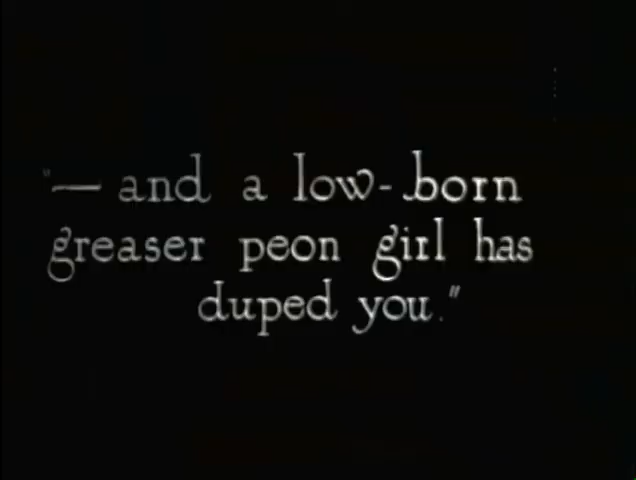 "— and a low-born
greaser peon girl has
duped you."